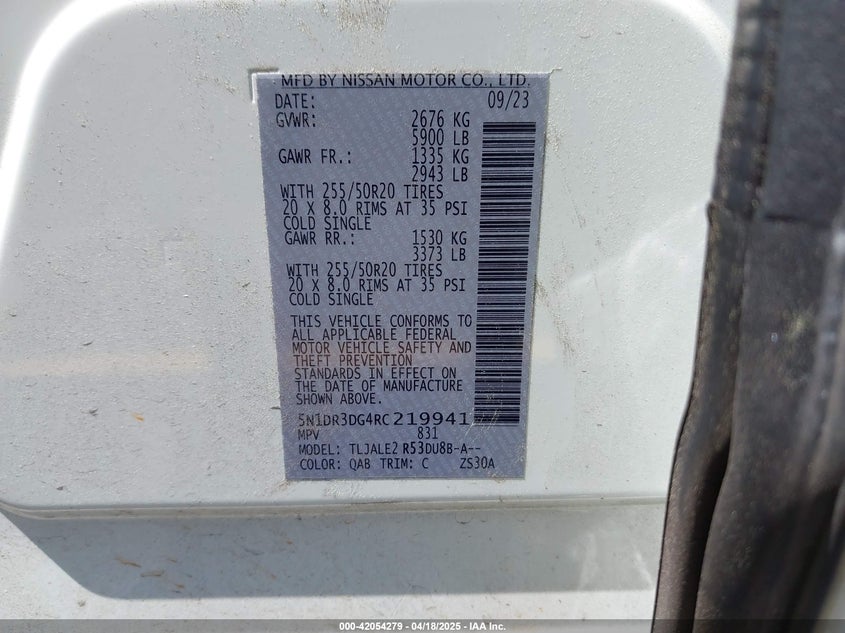 MFD BY NISSAN MOTOR CO., LTD.
DATE: 09/23
GVWR: 2676 KG
5900 LB
GAWR FR.: 1335 KG
2943 LB
WITH 255/50R20 TIRES
20 X 8.0 RIMS AT 35 PSI
COLD SINGLE
GAWR RR.: 1530 KG
3373 LB
WITH 255/50R20 TIRES
20 X 8.0 RIMS AT 35 PSI
COLD SINGLE
THIS VEHICLE CONFORMS TO
ALL APPLICABLE FEDERAL
MOTOR VEHICLE SAFETY AND
THEFT PREVENTION
STANDARDS IN EFFECT ON
THE DATE OF MANUFACTURE
SHOWN ABOVE.
5N1DR3DG4RC219941
MPV 831
MODEL: TLJALE2 R53DU8B-A--
COLOR: QAB TRIM: C ZS30A
000-42054279 - 04/18/2025 - IAA Inc.